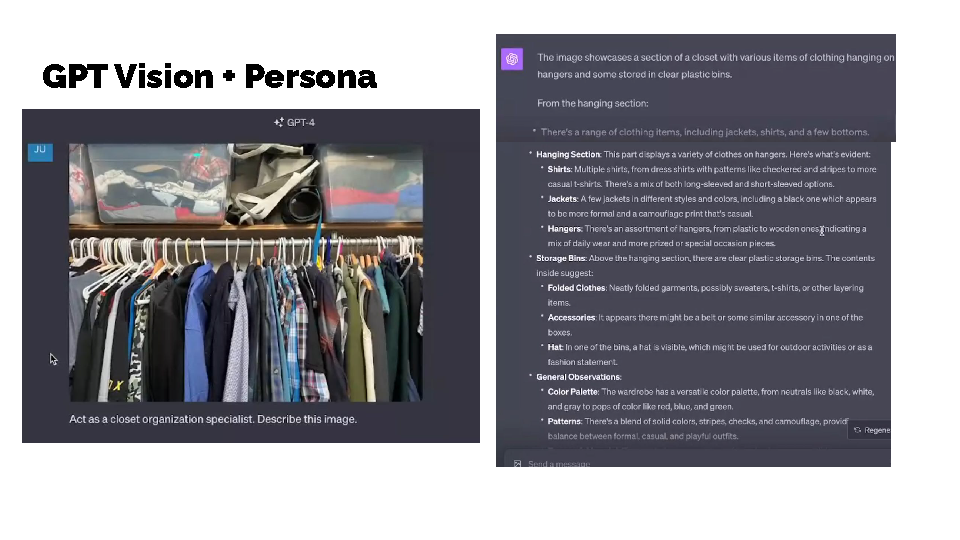 GPT Vision + Persona
GPT-4
JU
Act as a closet organization specialist. Describe this image.
The image showcases a section of a closet with various items of clothing hanging on
hangers and some stored in clear plastic bins.
From the hanging section:
• There's a range of clothing items, including jackets, shirts, and a few bottoms.
• Hanging Section: This part displays a variety of clothes on hangers. Here's what's evident:
• Shirts: Multiple shirts, from dress shirts with patterns like checkered and stripes to more
casual t-shirts. There's a mix of both long-sleeved and short-sleeved options.
• Jackets: A few jackets in different styles and colors, including a black one which appears
to be more formal and a camouflage print that's casual.
• Hangers: There's an assortment of hangers, from plastic to wooden ones, indicating a
mix of daily wear and more prized or special occasion pieces.
• Storage Bins: Above the hanging section, there are clear plastic storage bins. The contents
inside suggest:
• Folded Clothes: Neatly folded garments, possibly sweaters, t-shirts, or other layering
items.
• Accessories: It appears there might be a belt or some similar accessory in one of the
boxes.
• Hat: In one of the bins, a hat is visible, which might be used for outdoor activities or as a
fashion statement.
• General Observations:
• Color Palette: The wardrobe has a versatile color palette, from neutrals like black, white,
and gray to pops of color like red, blue, and green.
• Patterns: There's a blend of solid colors, stripes, checks, and camouflage, provid
balance between formal, casual, and playful outfits.
Regene
Send a message